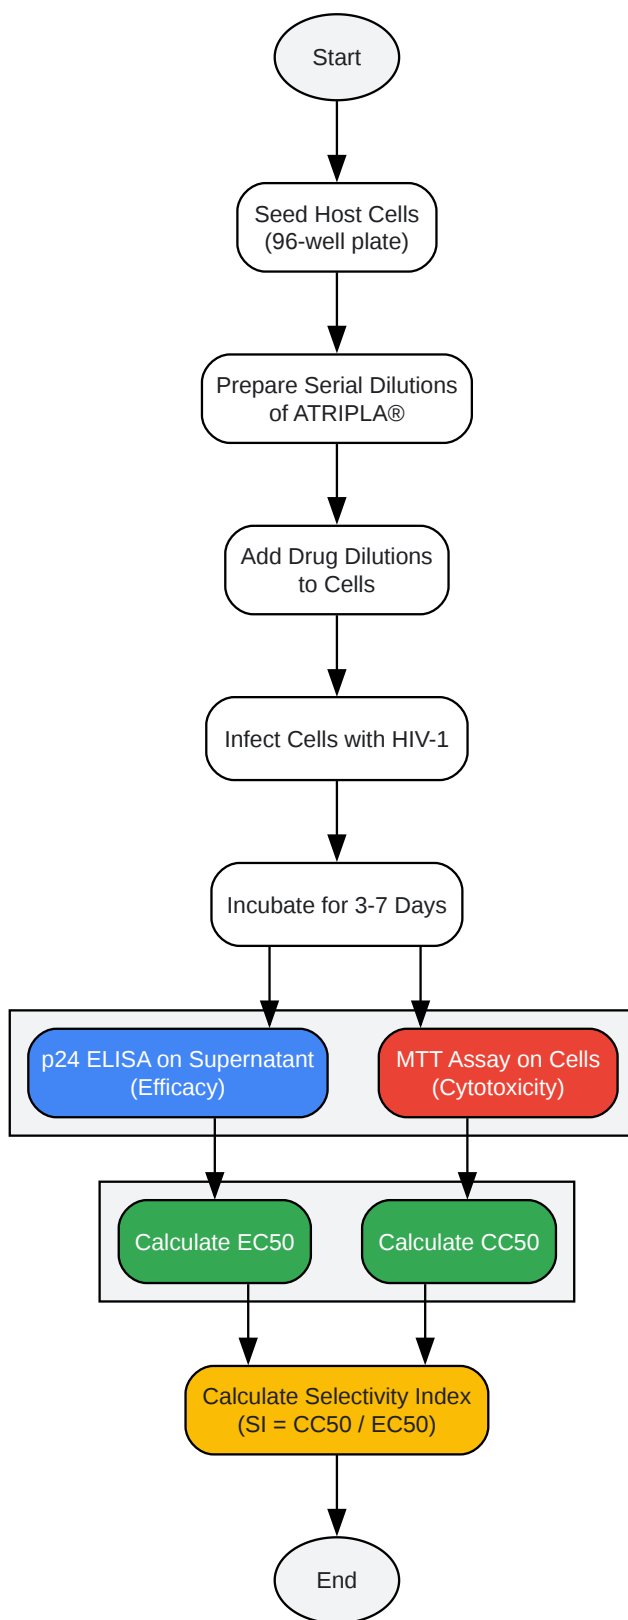 Start
Seed Host Cells
(96-well plate)
Prepare Serial Dilutions
of ATRIPLA®
Add Drug Dilutions
to Cells
Infect Cells with HIV-1
Incubate for 3-7 Days
p24 ELISA on Supernatant
(Efficacy)
MTT Assay on Cells
(Cytotoxicity)
Calculate EC50
Calculate CC50
Calculate Selectivity Index
(SI = CC50 / EC50)
End